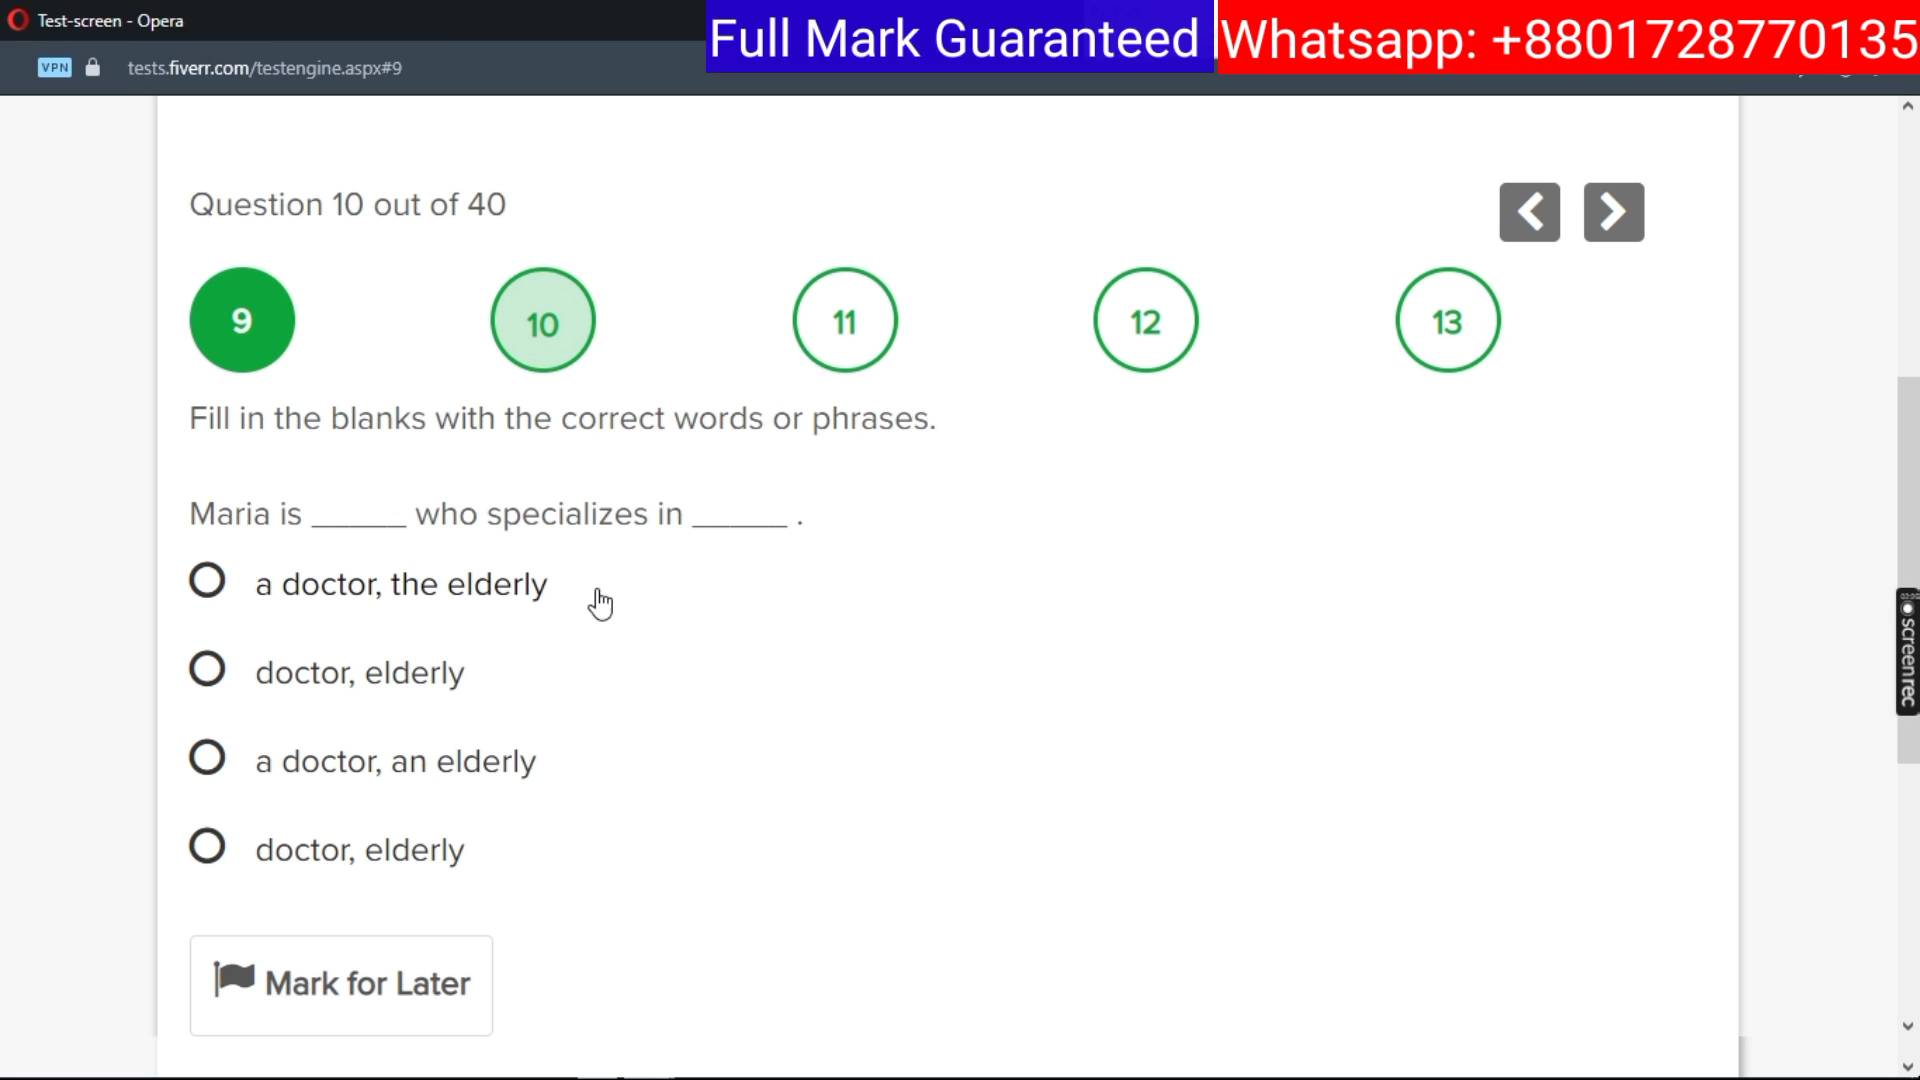 Test-screen - Opera
Full Mark Guaranteed
Whatsapp: +8801728770135
VPN
tests.fiverr.com/testengine.aspx#9
Question 10 out of 40
9
10
11
12
13
Fill in the blanks with the correct words or phrases.
Maria is ______ who specializes in ______ .
a doctor, the elderly
doctor, elderly
a doctor, an elderly
doctor, elderly
Mark for Later
screenrec